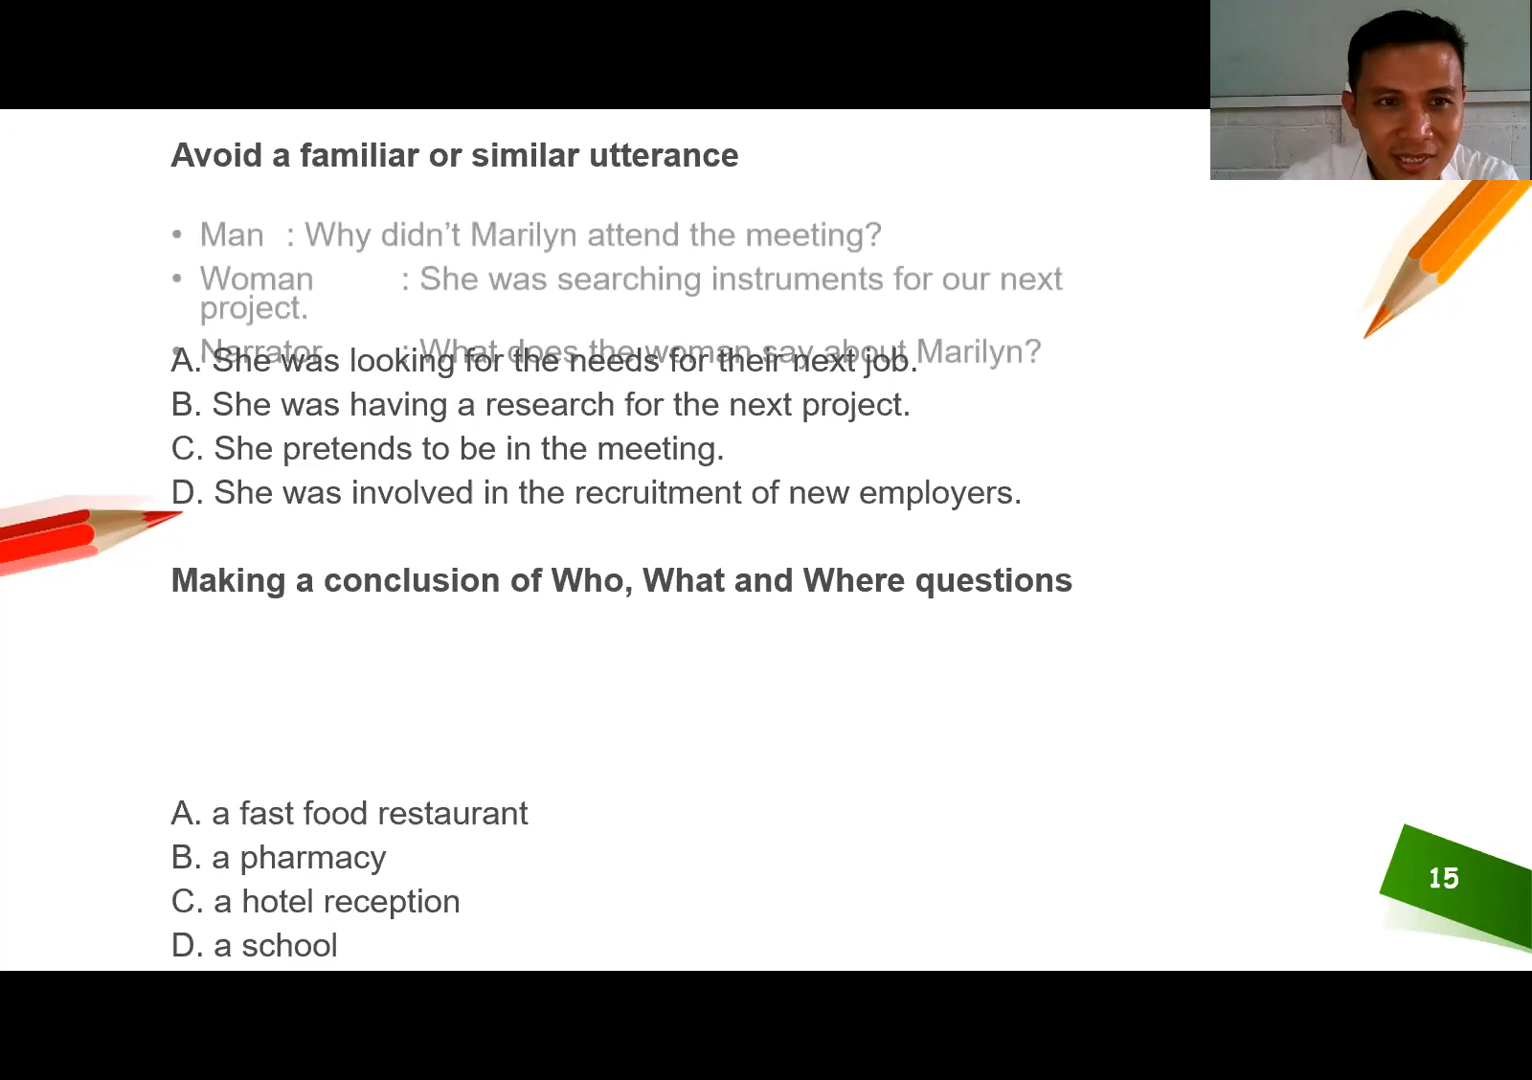 Avoid a familiar or similar utterance
• Man : Why didn't Marilyn attend the meeting?
• Woman : She was searching instruments for our next
project.
• Narrator : What does the woman say about Marilyn?
A. She was looking for the needs for their next job.
B. She was having a research for the next project.
C. She pretends to be in the meeting.
D. She was involved in the recruitment of new employers.
Making a conclusion of Who, What and Where questions
A. a fast food restaurant
B. a pharmacy
C. a hotel reception
D. a school
15